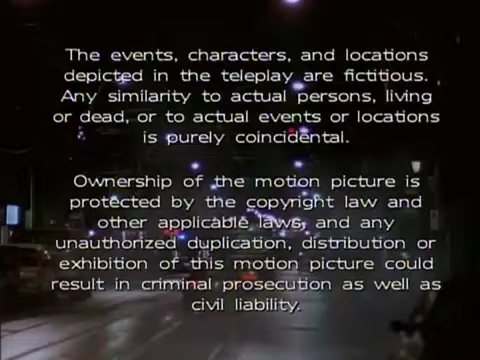 The events, characters, and locations
depicted in the teleplay are fictitious.
Any similarity to actual persons, living
or dead, or to actual events or locations
is purely coincidental.
Ownership of the motion picture is
protected by the copyright law and
other applicable laws, and any
unauthorized duplication, distribution or
exhibition of this motion picture could
result in criminal prosecution as well as
civil liability.